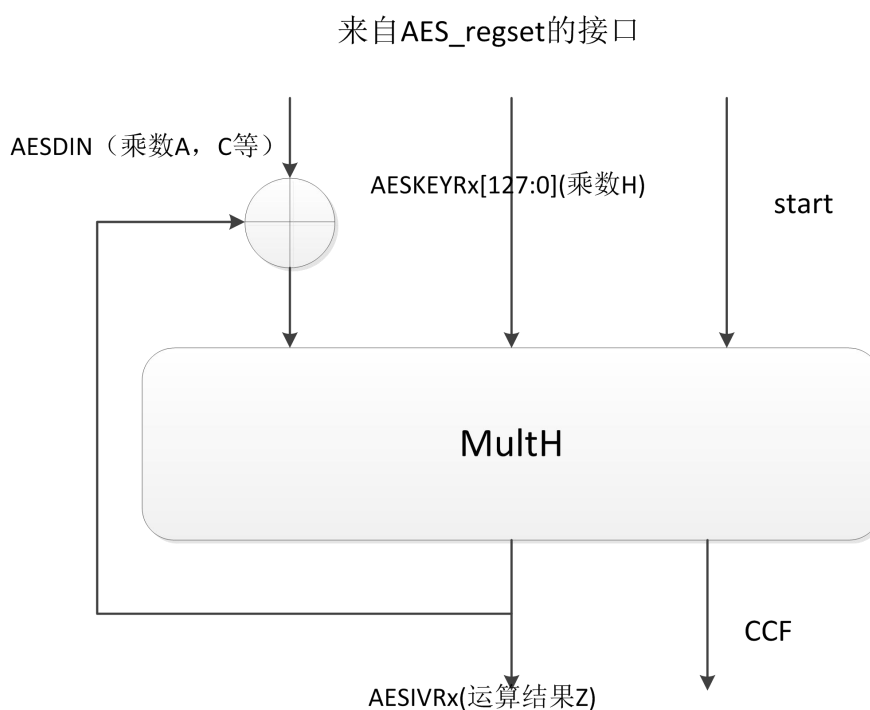 来自AES_regset的接口
AESDIN（乘数A，C等）
AESKEYRx[127:0](乘数H)
start
MultH
CCF
AESIVRx(运算结果Z)